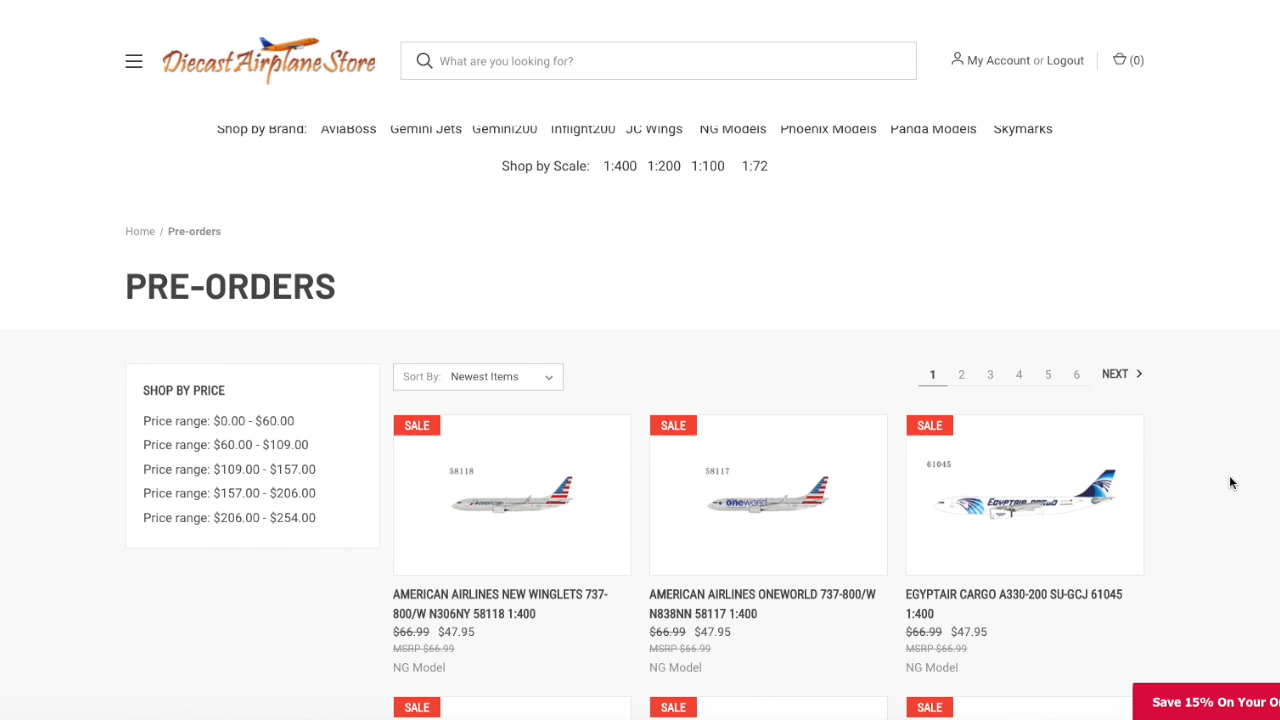 Diecast Airplane Store
What are you looking for?
My Account or Logout
(0)
Shop by Brand: AviaBoss Gemini Jets Gemini200 Inflight200 JC Wings NG Models Phoenix Models Panda Models Skymarks
Shop by Scale: 1:400 1:200 1:100 1:72
Home / Pre-orders
PRE-ORDERS
SHOP BY PRICE
Price range: $0.00 - $60.00
Price range: $60.00 - $109.00
Price range: $109.00 - $157.00
Price range: $157.00 - $206.00
Price range: $206.00 - $254.00
Sort By: Newest Items
1 2 3 4 5 6 NEXT
SALE
58118
American
AMERICAN AIRLINES NEW WINGLETS 737-
800/W N306NY 58118 1:400
$66.99 $47.95
MSRP $66.99
NG Model
SALE
58117
oneworld
AMERICAN AIRLINES ONEWORLD 737-800/W
N838NN 58117 1:400
$66.99 $47.95
MSRP $66.99
NG Model
SALE
61045
EGYPTAIR CARGO
EGYPTAIR CARGO A330-200 SU-GCJ 61045
1:400
$66.99 $47.95
MSRP $66.99
NG Model
SALE
SALE
SALE
Save 15% On Your